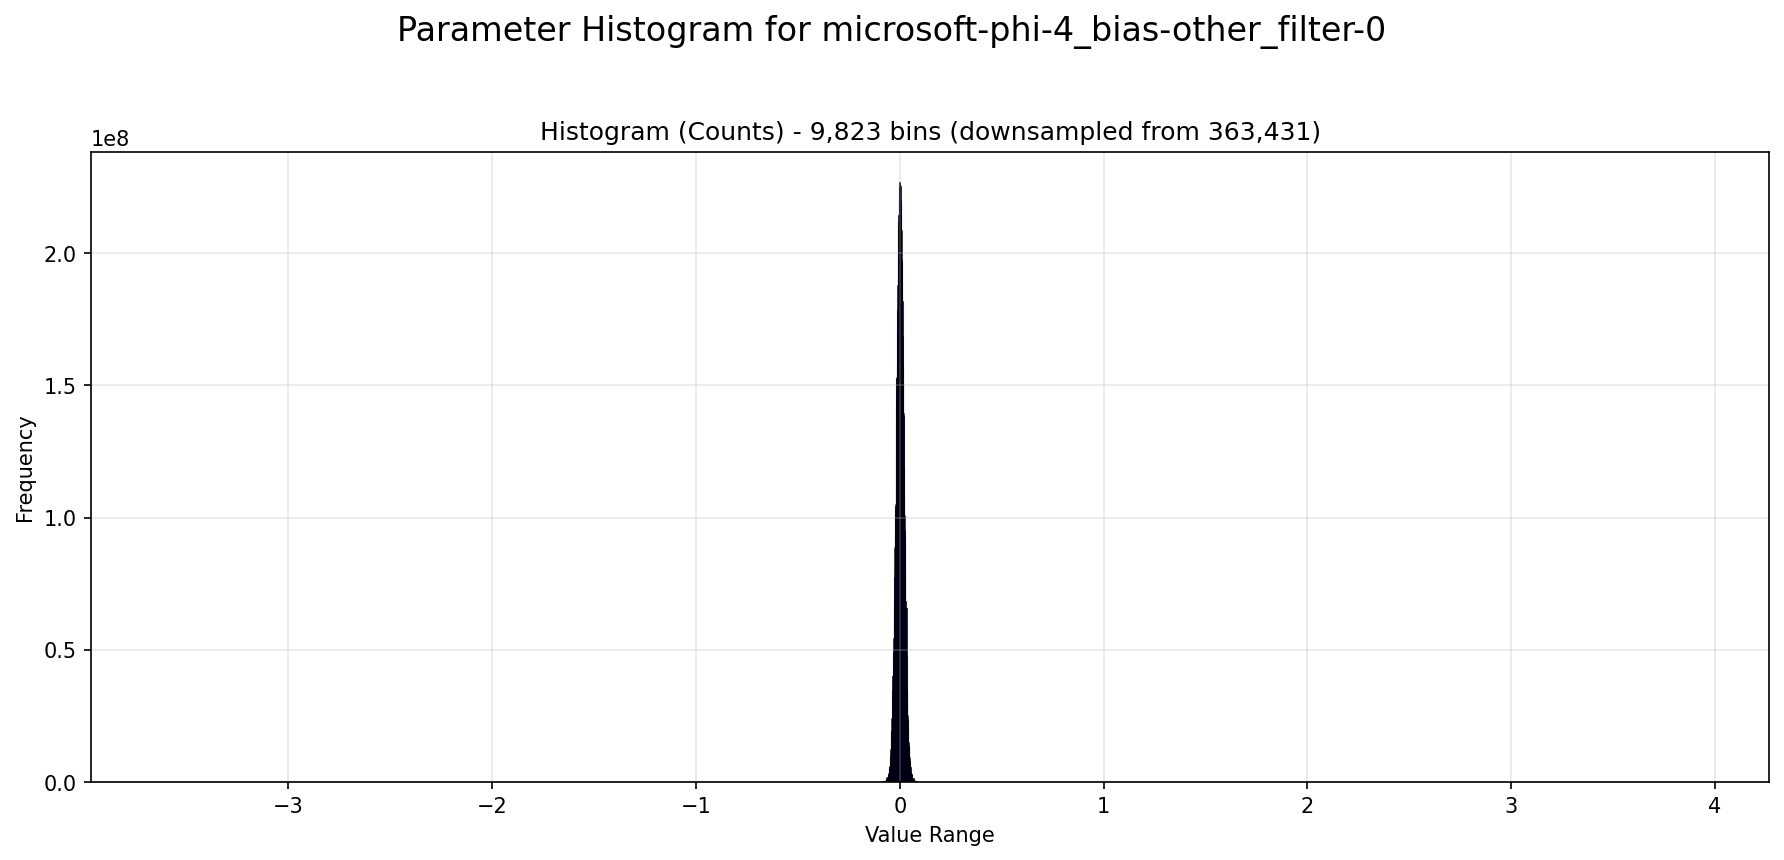 Parameter Histogram for microsoft-phi-4_bias-other_filter-0
Histogram (Counts) - 9,823 bins (downsampled from 363,431)
1e8
2.0
1.5
1.0
0.5
0.0
Frequency
−3 −2 −1 0 1 2 3 4
Value Range